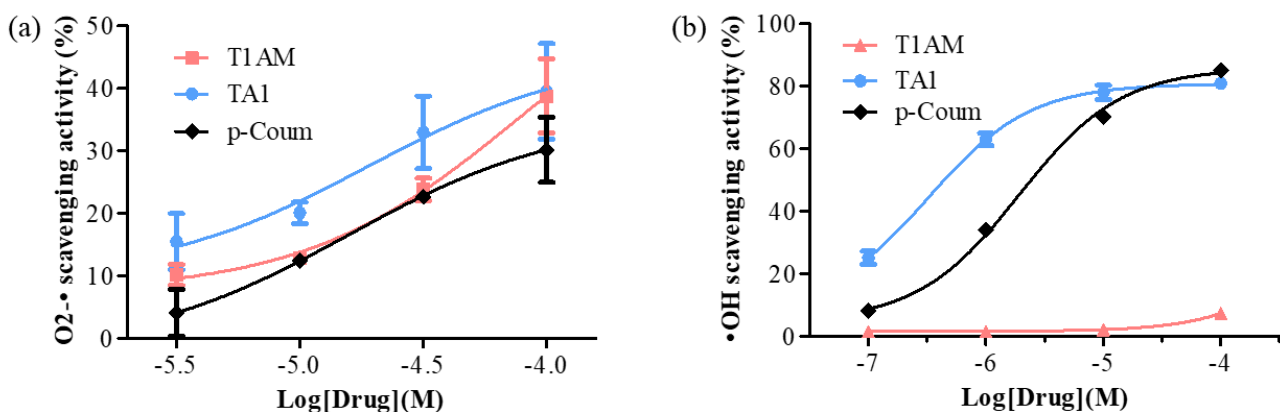 (a)
O2-• scavenging activity (%)
50
40
30
20
10
0
T1AM
TA1
p-Coum
-5.5
-5.0
-4.5
-4.0
Log[Drug](M)
(b)
•OH scavenging activity (%)
100
80
60
40
20
0
T1AM
TA1
p-Coum
-7
-6
-5
-4
Log[Drug](M)